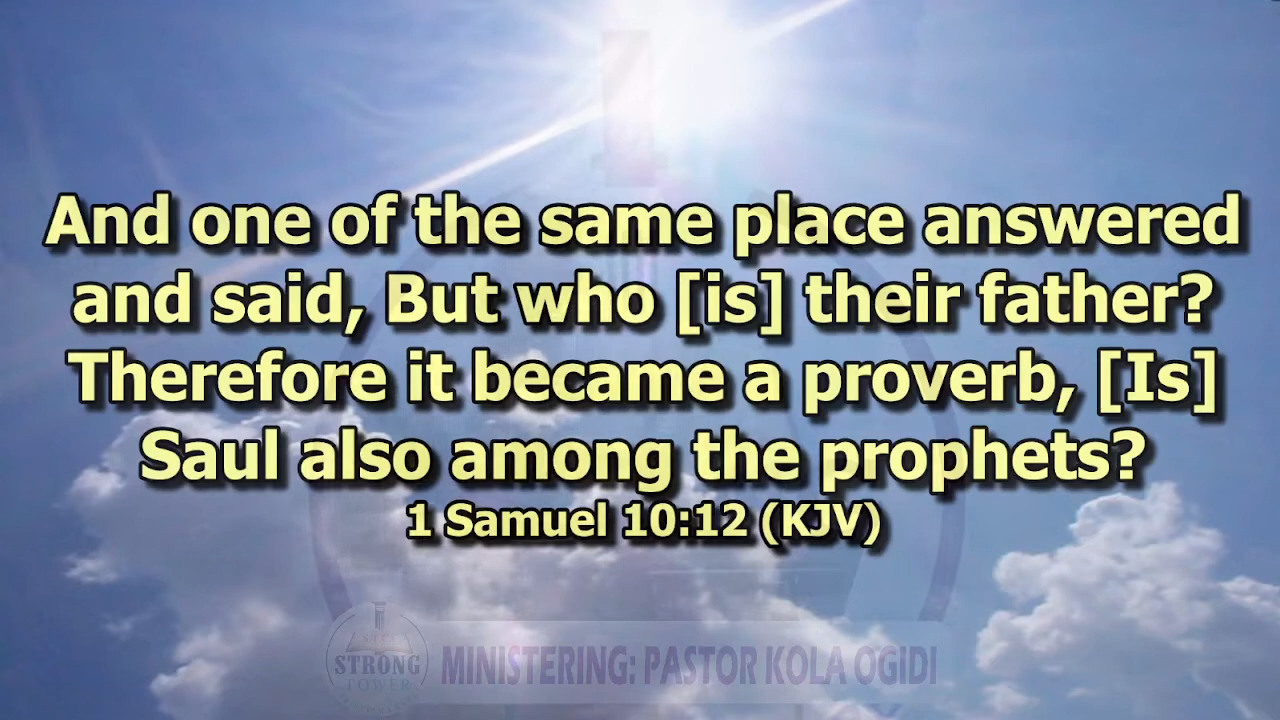 And one of the same place answered
and said, But who [is] their father?
Therefore it became a proverb, [Is]
Saul also among the prophets?
1 Samuel 10:12 (KJV)
STRONG
TOWER
MINISTERING: PASTOR KOLA OGIDI